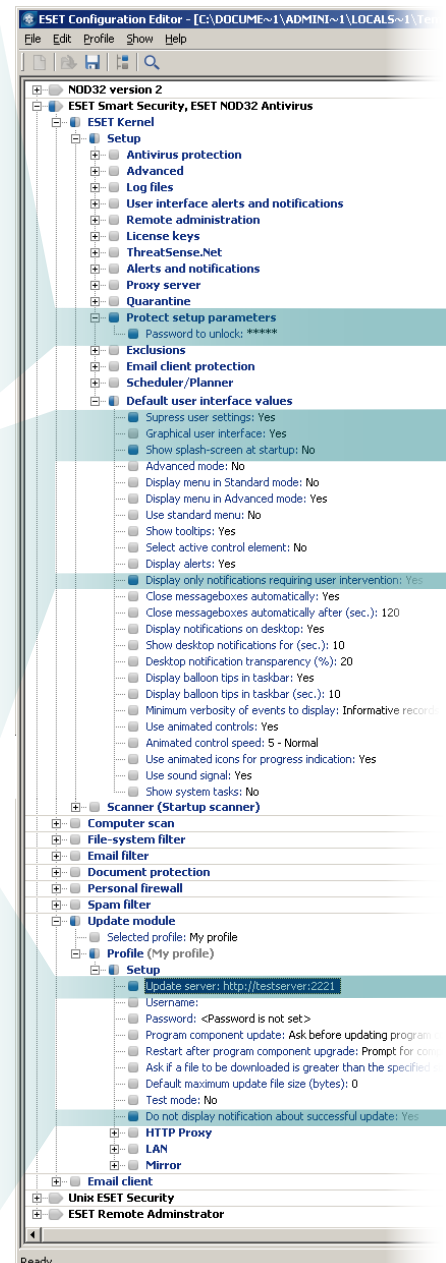 ESET Configuration Editor - [C:\DOCUME~1\ADMINI~1\LOCALS~1\Tem
File Edit Profile Show Help
NOD32 version 2
ESET Smart Security, ESET NOD32 Antivirus
ESET Kernel
Setup
Antivirus protection
Advanced
Log files
User interface alerts and notifications
Remote administration
License keys
ThreatSense.Net
Alerts and notifications
Proxy server
Quarantine
Protect setup parameters
Password to unlock: *****
Exclusions
Email client protection
Scheduler/Planner
Default user interface values
Supress user settings: Yes
Graphical user interface: Yes
Show splash-screen at startup: No
Advanced mode: No
Display menu in Standard mode: No
Display menu in Advanced mode: Yes
Use standard menu: No
Show tooltips: Yes
Select active control element: No
Display alerts: Yes
Display only notifications requiring user intervention: Yes
Close messageboxes automatically: Yes
Close messageboxes automatically after (sec.): 120
Display notifications on desktop: Yes
Show desktop notifications for (sec.): 10
Desktop notification transparency (%): 20
Display balloon tips in taskbar: Yes
Display balloon tips in taskbar (sec.): 10
Minimum verbosity of events to display: Informative record
Use animated controls: Yes
Animated control speed: 5 - Normal
Use animated icons for progress indication: Yes
Use sound signal: Yes
Show system tasks: No
Scanner (Startup scanner)
Computer scan
File-system filter
Email filter
Document protection
Personal firewall
Spam filter
Update module
Selected profile: My profile
Profile (My profile)
Setup
Update server: http://testserver:2221
Username:
Password: <Password is not set>
Program component update: Ask before updating program
Restart after program component upgrade: Prompt for
Ask if a file to be downloaded is greater than the specified
Default maximum update file size (bytes): 0
Test mode: No
Do not display notification about successful update: Yes
HTTP Proxy
LAN
Mirror
Email client
Unix ESET Security
ESET Remote Adminstrator
Ready